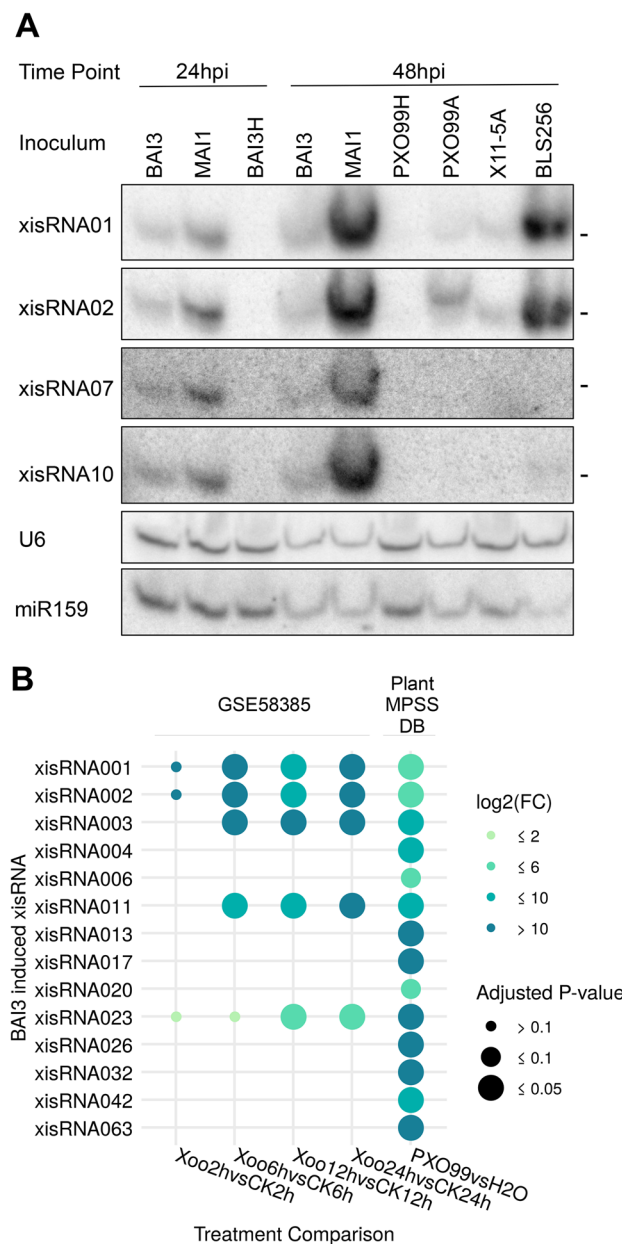 A
Time Point
24hpi
48hpi
Inoculum
BAI3
MAI1
BAI3H
BAI3
MAI1
PXO99H
PXO99A
X11-5A
BLS256
xisRNA01
xisRNA02
xisRNA07
xisRNA10
U6
miR159
B
GSE58385
Plant
MPSS
DB
BAI3 induced xisRNA
xisRNA001
xisRNA002
xisRNA003
xisRNA004
xisRNA006
xisRNA011
xisRNA013
xisRNA017
xisRNA020
xisRNA023
xisRNA026
xisRNA032
xisRNA042
xisRNA063
Xoo2hvsCK2h
Xoo6hvsCK6h
Xoo12hvsCK12h
Xoo24hvsCK24h
PXO99vsH2O
Treatment Comparison
log2(FC)
≤ 2
≤ 6
≤ 10
> 10
Adjusted P-value
> 0.1
≤ 0.1
≤ 0.05